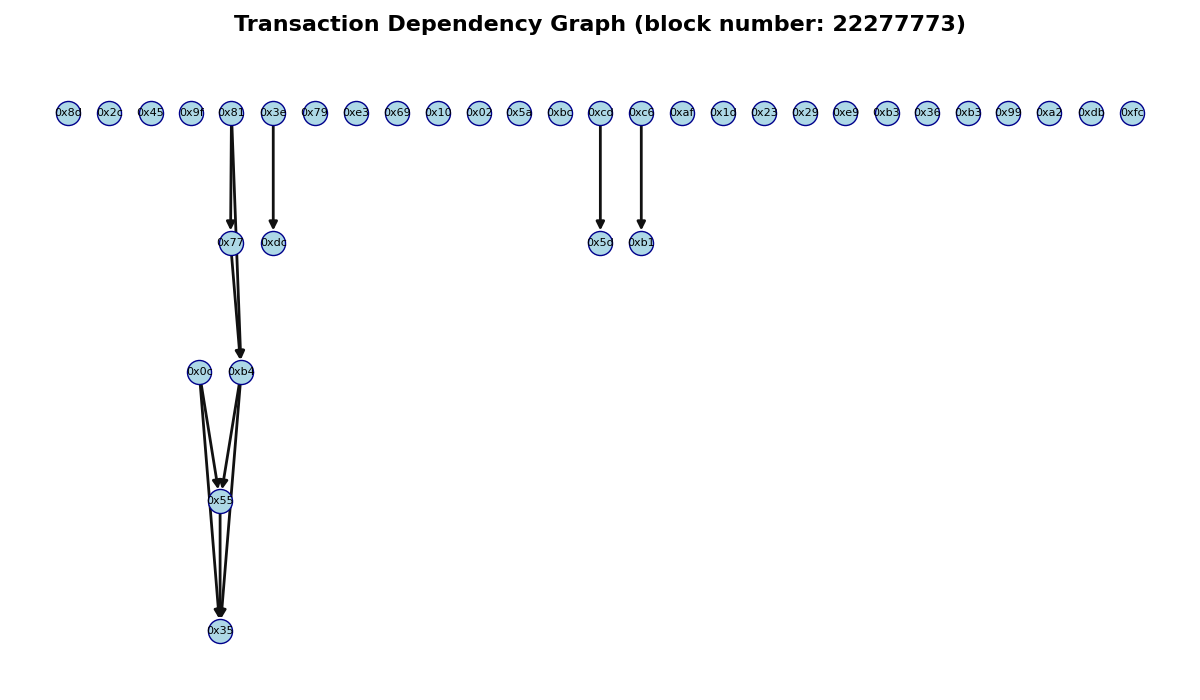 Transaction Dependency Graph (block number: 22277773)
0x8d 0x2c 0x45 0x9f 0x81 0x3e 0x79 0xe3 0x69 0x10 0x02 0x5a 0xbc 0xcd 0xc6 0xaf 0x1d 0x23 0x29 0xe9 0xb3 0x36 0xb3 0x99 0xa2 0xdb 0xfc
0x77 0xdc 0x5d 0xb1
0x0c 0xb4
0x55
0x35